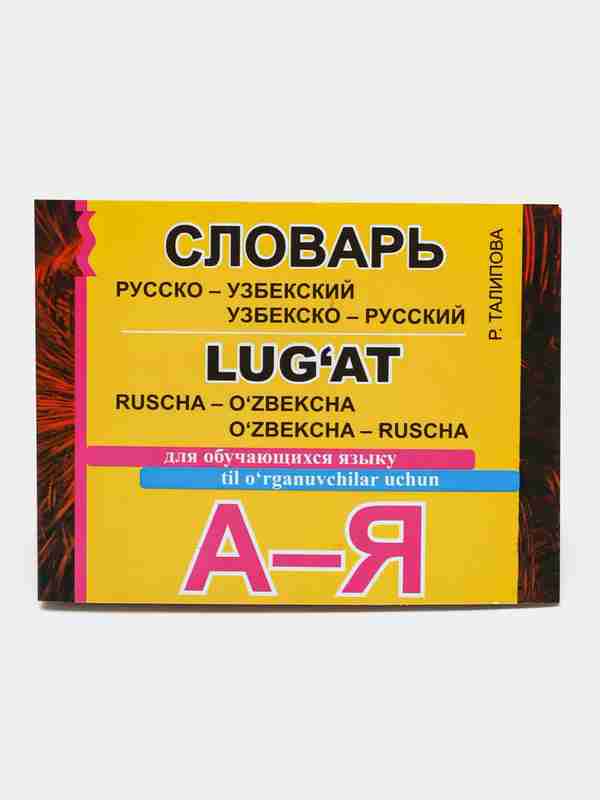 СЛОВАРЬ
РУССКО – УЗБЕКСКИЙ
УЗБЕКСКО – РУССКИЙ
LUG‘AT
RUSCHA – O‘ZBEKCHA
O‘ZBEKCHA – RUSCHA
для обучающихся языку
til o‘rganuvchilar uchun
А–Я
Р. ТАЛИПОВА